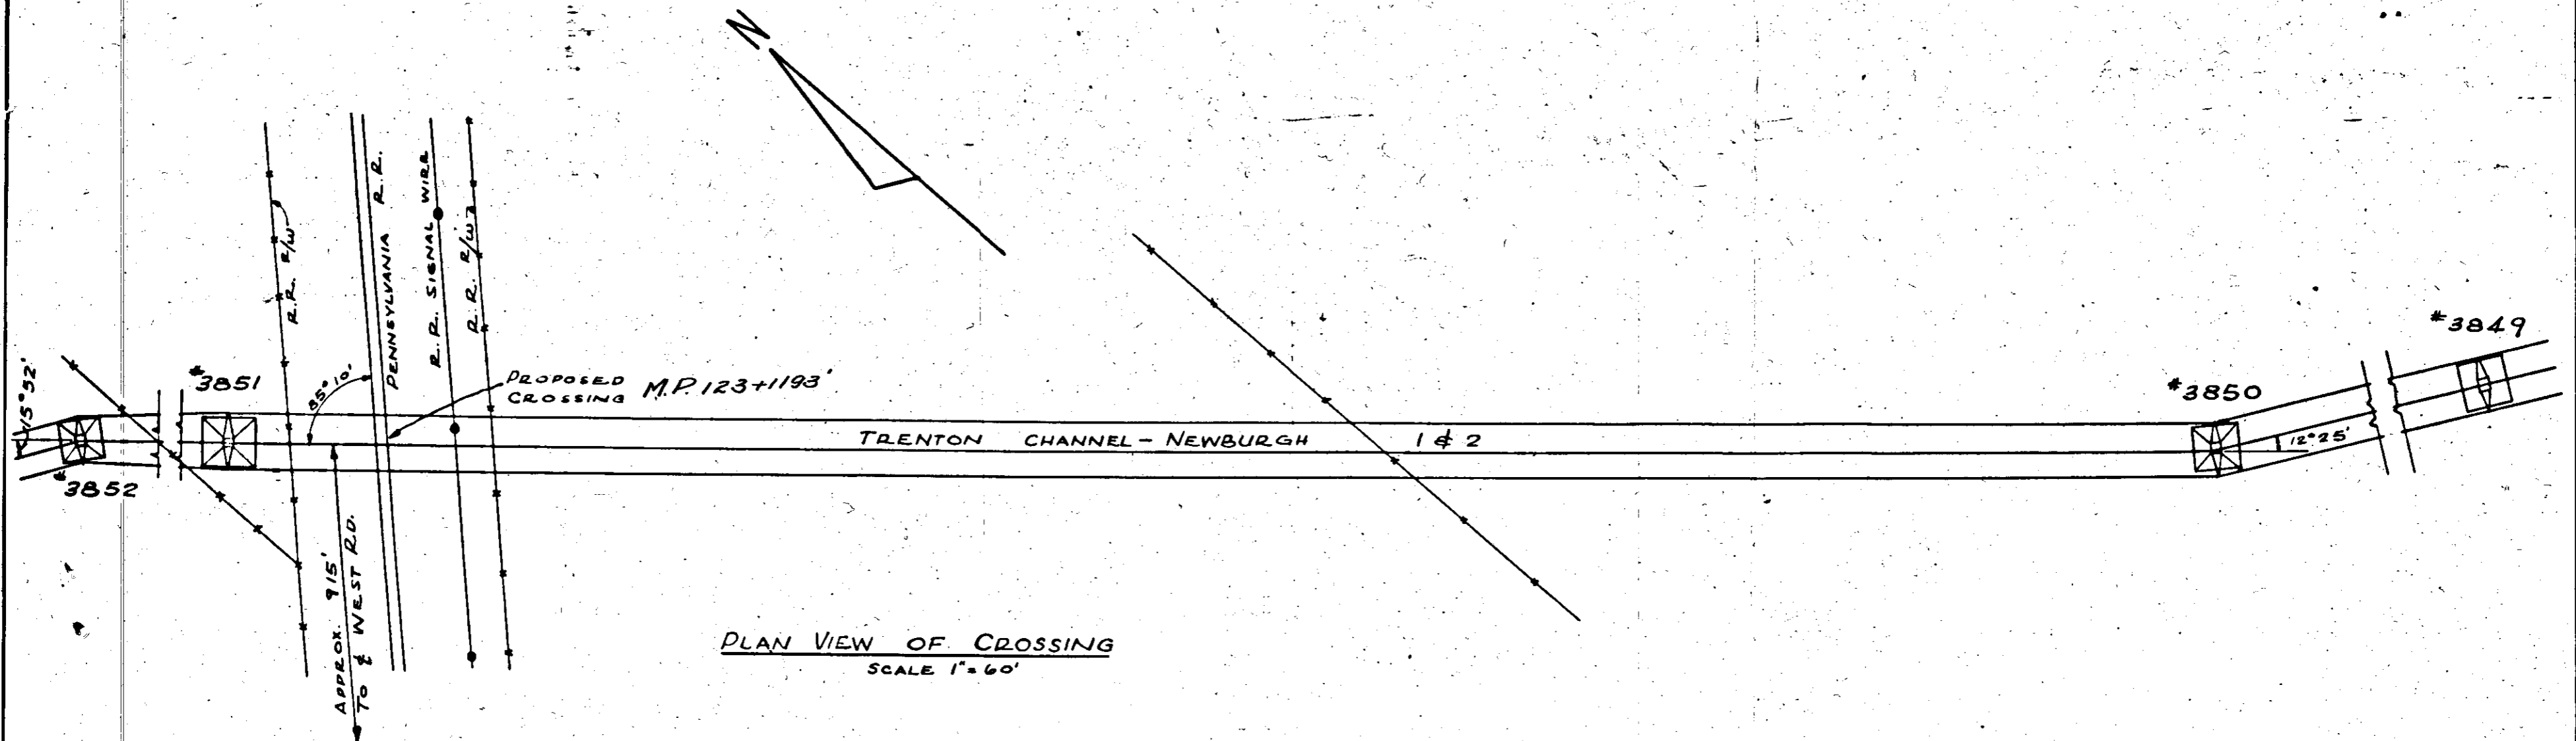 N
15°52'
#3852
#3851
R.R. R/W
85°10'
PENNSYLVANIA R.R.
R.R. SIGNAL WIRE
R.R. R/W
PROPOSED
CROSSING
M.P. 123+1193'
APPROX. 915'
TO ℄ WEST RD.
TRENTON CHANNEL - NEWBURGH 1 & 2
#3850
12°25'
#3849
PLAN VIEW OF CROSSING
SCALE 1"=60'